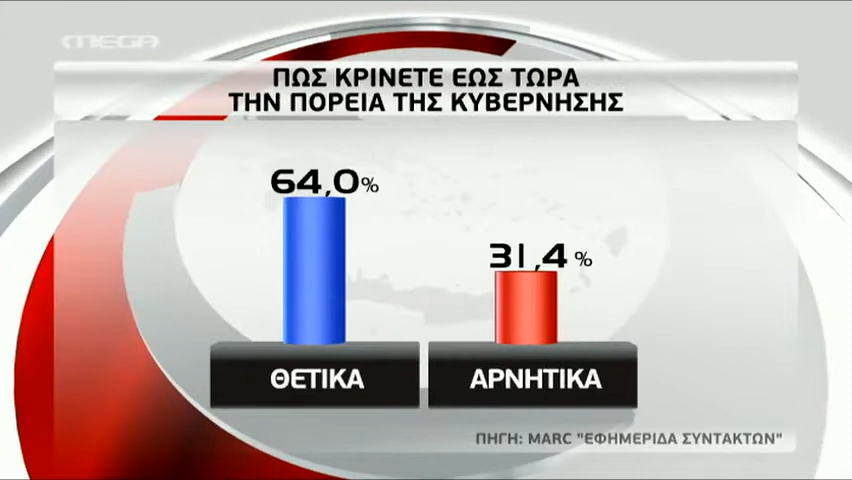 MEGA
ΠΩΣ ΚΡΙΝΕΤΕ ΕΩΣ ΤΩΡΑ
ΤΗΝ ΠΟΡΕΙΑ ΤΗΣ ΚΥΒΕΡΝΗΣΗΣ
64,0%
31,4 %
ΘΕΤΙΚΑ
ΑΡΝΗΤΙΚΑ
ΠΗΓΗ: MARC "ΕΦΗΜΕΡΙΔΑ ΣΥΝΤΑΚΤΩΝ"